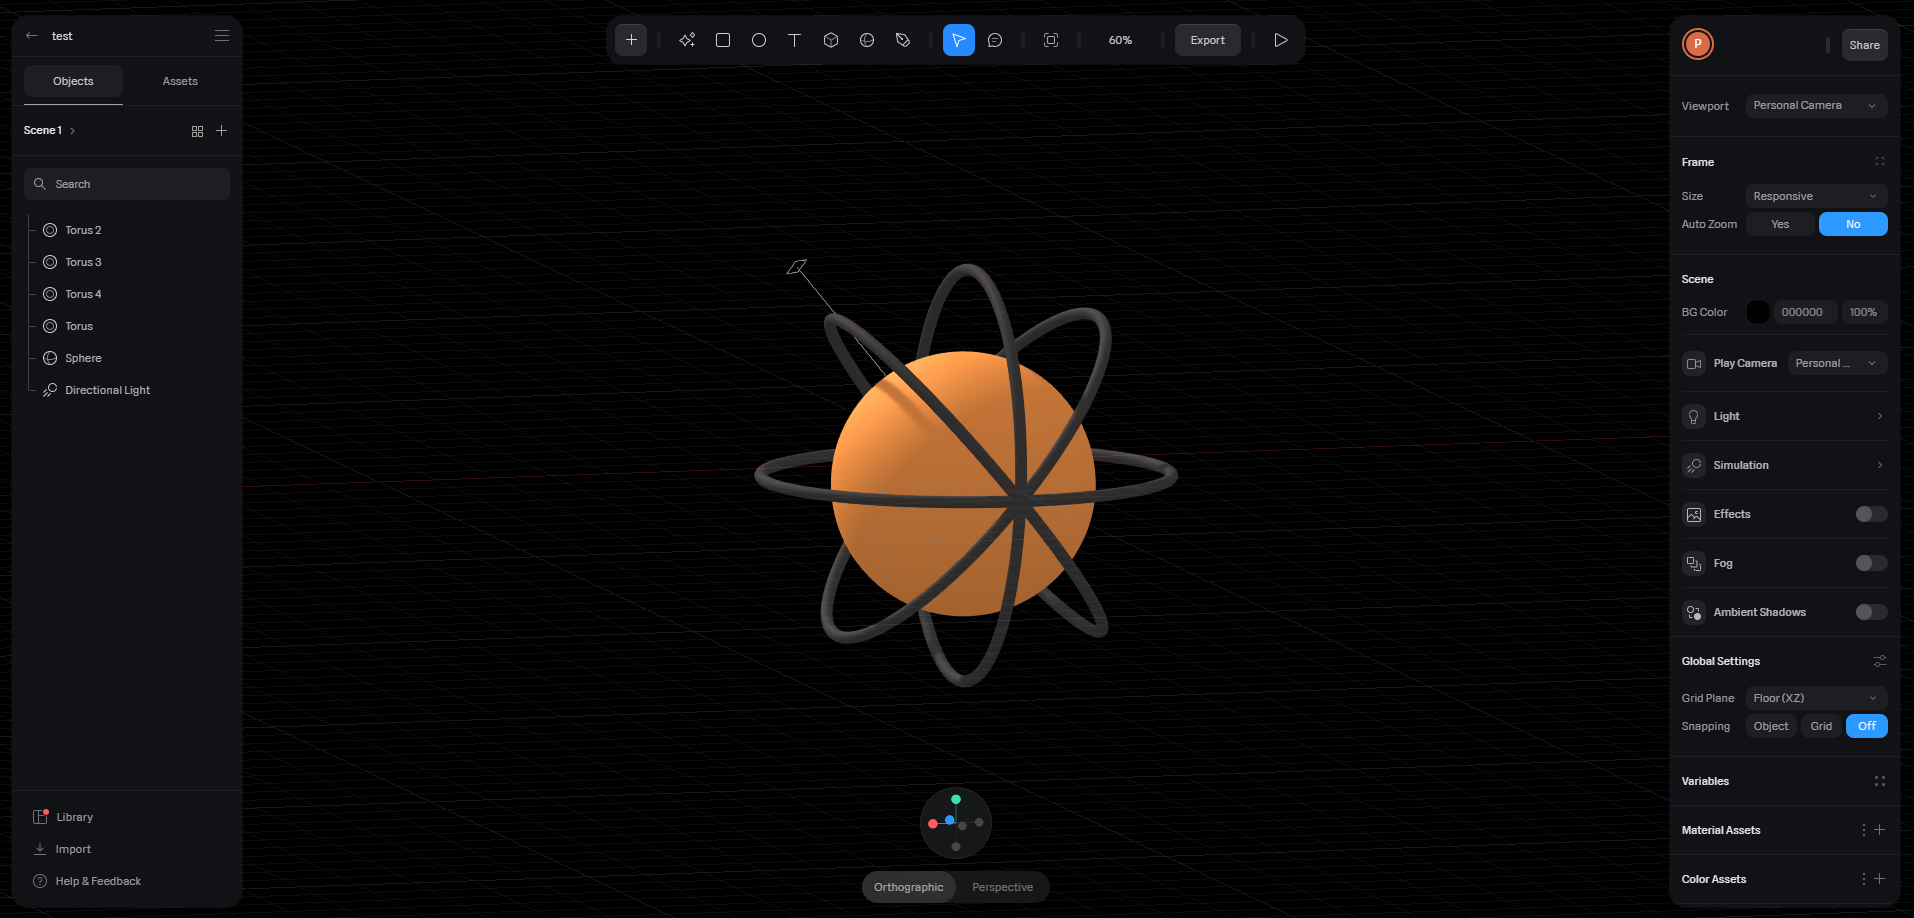 test
Objects
Assets
Scene 1
Search
Torus 2
Torus 3
Torus 4
Torus
Sphere
Directional Light
Library
Import
Help & Feedback
60%
Export
Orthographic
Perspective
P
Share
Viewport
Personal Camera
Frame
Size
Responsive
Auto Zoom
Yes
No
Scene
BG Color
000000
100%
Play Camera
Personal ...
Light
Simulation
Effects
Fog
Ambient Shadows
Global Settings
Grid Plane
Floor (XZ)
Snapping
Object
Grid
Off
Variables
Material Assets
Color Assets